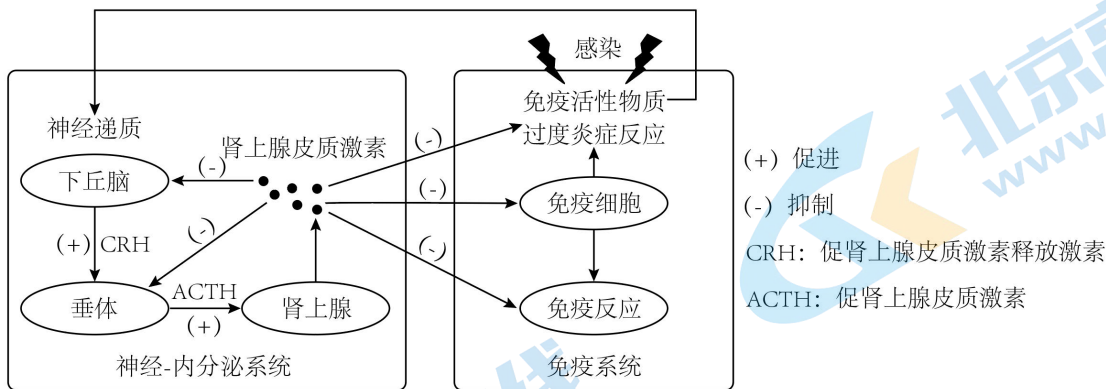 感染
免疫活性物质
过度炎症反应
神经递质
肾上腺皮质激素
(-)
(-)
下丘脑
(-)
免疫细胞
(+) CRH
(-)
(-)
垂体
ACTH
(+)
肾上腺
免疫反应
神经-内分泌系统
免疫系统
(+) 促进
(-) 抑制
CRH: 促肾上腺皮质激素释放激素
ACTH: 促肾上腺皮质激素
北京
www.
线